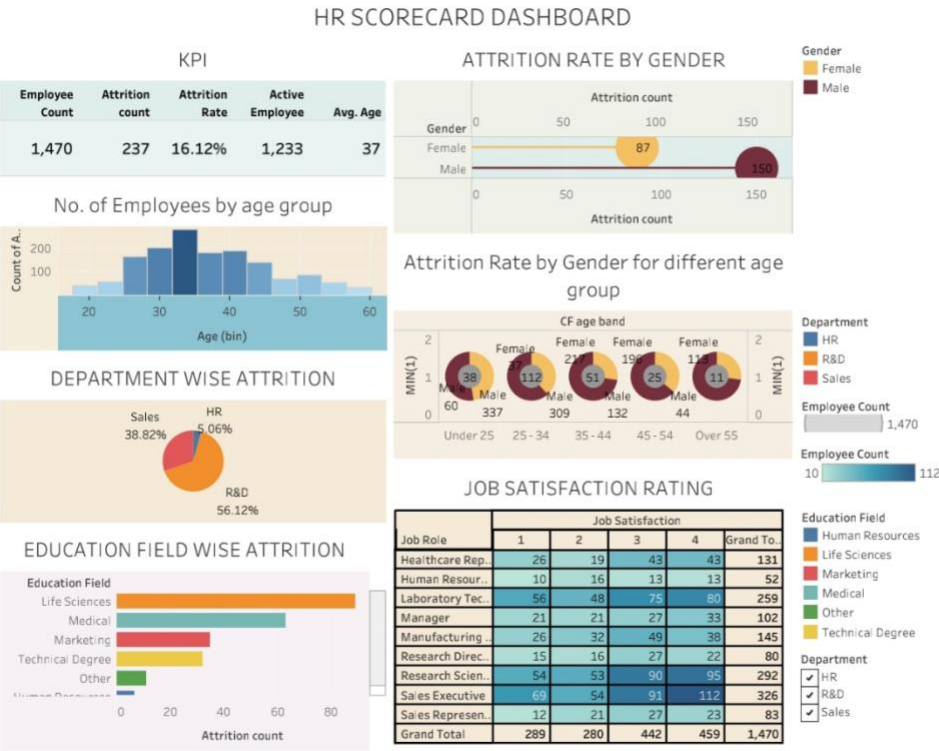 HR SCORECARD DASHBOARD
KPI
Employee Count Attrition count Attrition Rate Active Employee Avg. Age
1,470 237 16.12% 1,233 37
No. of Employees by age group
Count of A..
200
100
20 30 40 50 60
Age (bin)
DEPARTMENT WISE ATTRITION
Sales
38.82%
HR
5.06%
R&D
56.12%
EDUCATION FIELD WISE ATTRITION
Education Field
Life Sciences
Medical
Marketing
Technical Degree
Other
Human Resources
0 20 40 60 80
Attrition count
ATTRITION RATE BY GENDER
Attrition count
Gender 0 50 100 150
Female 87
Male 150
0 50 100 150
Attrition count
Attrition Rate by Gender for different age
group
CF age band
MIN(1)
2
1
0
Female
37
Female
217
Female
196
Female
113
38 112 51 25 11
Male
60
Male
337
Male
309
Male
132
Male
44
2
1
0
MIN(1)
Under 25 25 - 34 35 - 44 45 - 54 Over 55
JOB SATISFACTION RATING
Job Satisfaction
Job Role 1 2 3 4 Grand To..
Healthcare Rep.. 26 19 43 43 131
Human Resour.. 10 16 13 13 52
Laboratory Tec.. 56 48 75 80 259
Manager 21 21 27 33 102
Manufacturing .. 26 32 49 38 145
Research Direc.. 15 16 27 22 80
Research Scien.. 54 53 90 95 292
Sales Executive 69 54 91 112 326
Sales Represen.. 12 21 27 23 83
Grand Total 289 280 442 459 1,470
Gender
Female
Male
Department
HR
R&D
Sales
Employee Count
1,470
Employee Count
10 112
Education Field
Human Resources
Life Sciences
Marketing
Medical
Other
Technical Degree
Department
HR
R&D
Sales